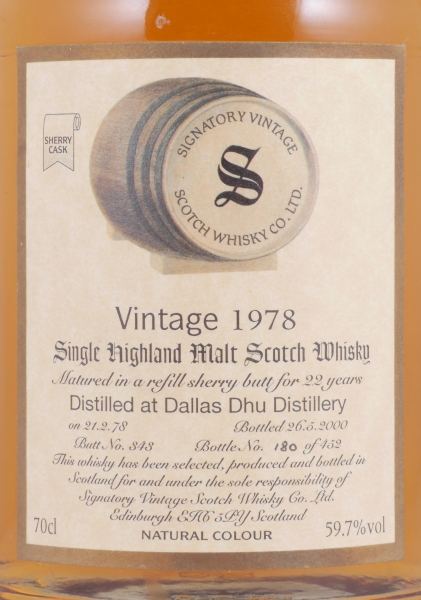 SHERRY
CASK
SIGNATORY VINTAGE
S
SCOTCH WHISKY CO. LTD.
Vintage 1978
Single Highland Malt Scotch Whisky
Matured in a refill sherry butt for 22 years
Distilled at Dallas Dhu Distillery
on 21.2.78 Bottled 26.5.2000
Butt No. 343 Bottle No. 180 of 452
This whisky has been selected, produced and bottled in
Scotland for and under the sole responsibility of
Signatory Vintage Scotch Whisky Co. Ltd.
Edinburgh EH6 5PY Scotland
70cl NATURAL COLOUR 59.7%vol